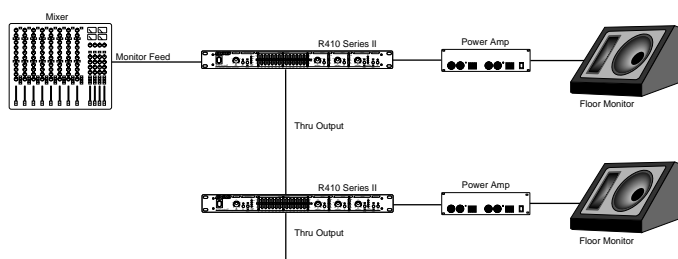 Mixer
Monitor Feed
R410 Series II
Power Amp
Floor Monitor
Thru Output
R410 Series II
Power Amp
Floor Monitor
Thru Output